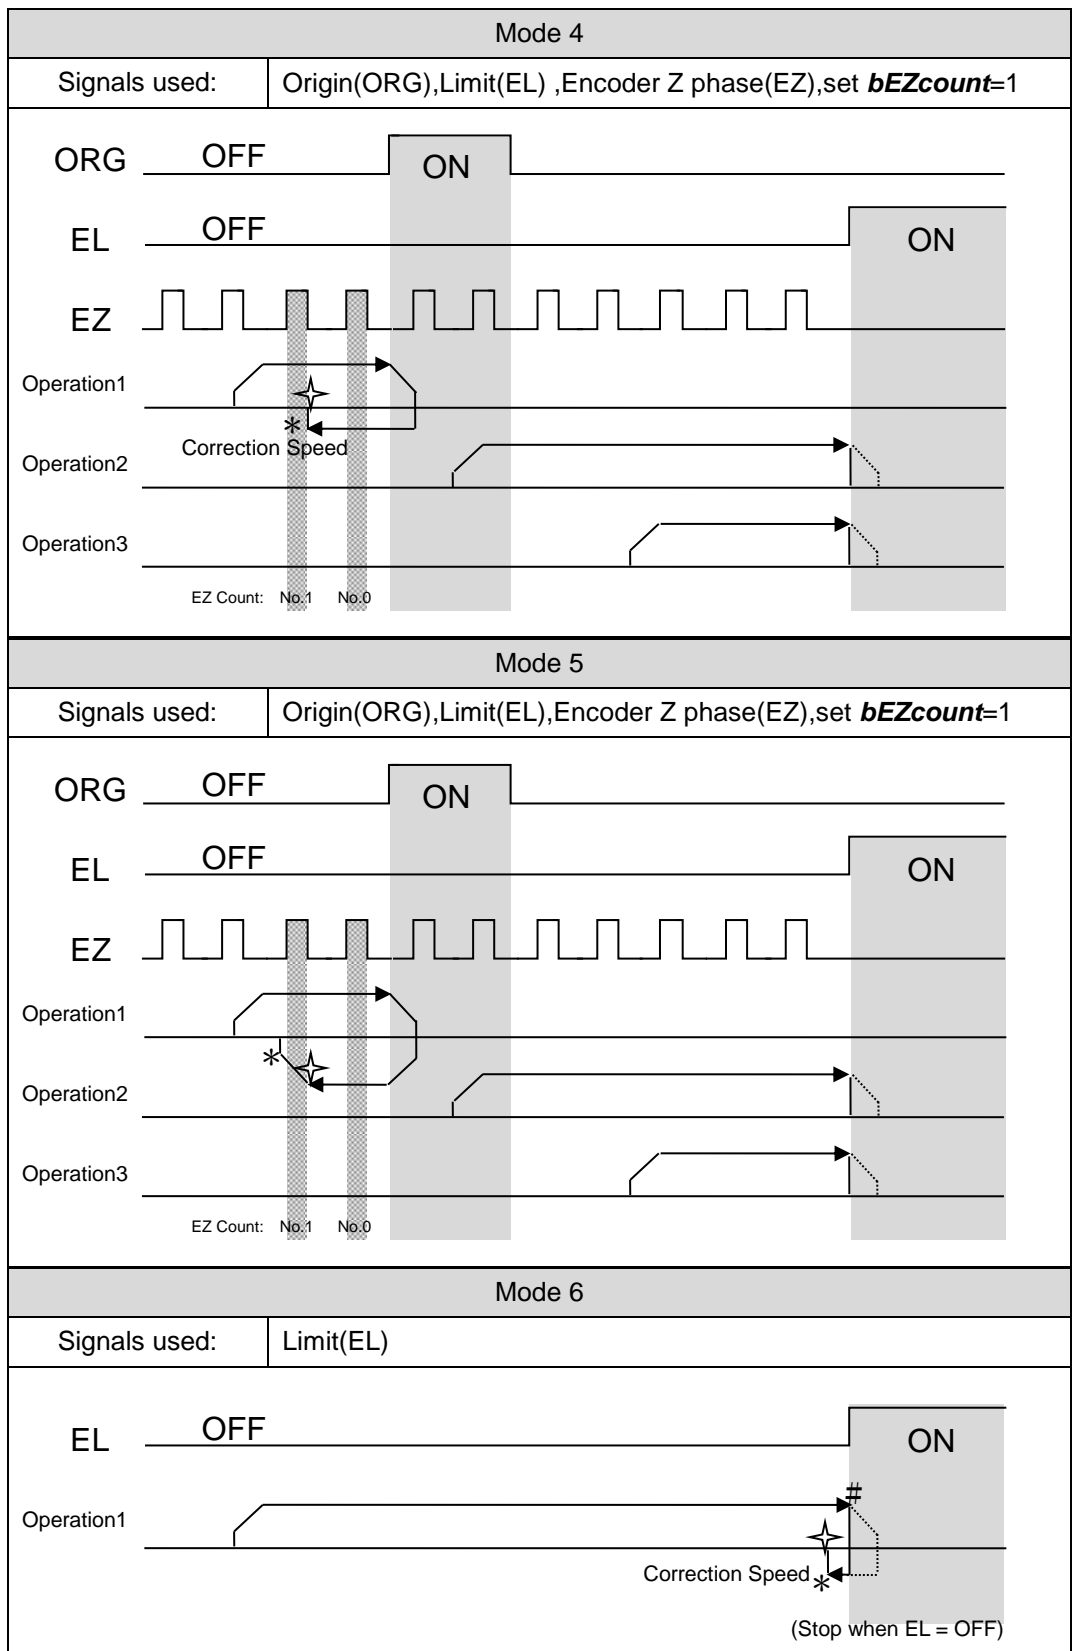 Mode 4
Signals used: Origin(ORG),Limit(EL) ,Encoder Z phase(EZ),set bEZcount=1
ORG OFF ON
EL OFF ON
EZ
Operation1
* Correction Speed
Operation2
Operation3
EZ Count: No.1 No.0
Mode 5
Signals used: Origin(ORG),Limit(EL),Encoder Z phase(EZ),set bEZcount=1
ORG OFF ON
EL OFF ON
EZ
Operation1
*
Operation2
Operation3
EZ Count: No.1 No.0
Mode 6
Signals used: Limit(EL)
EL OFF ON
#
Operation1
Correction Speed *
(Stop when EL = OFF)